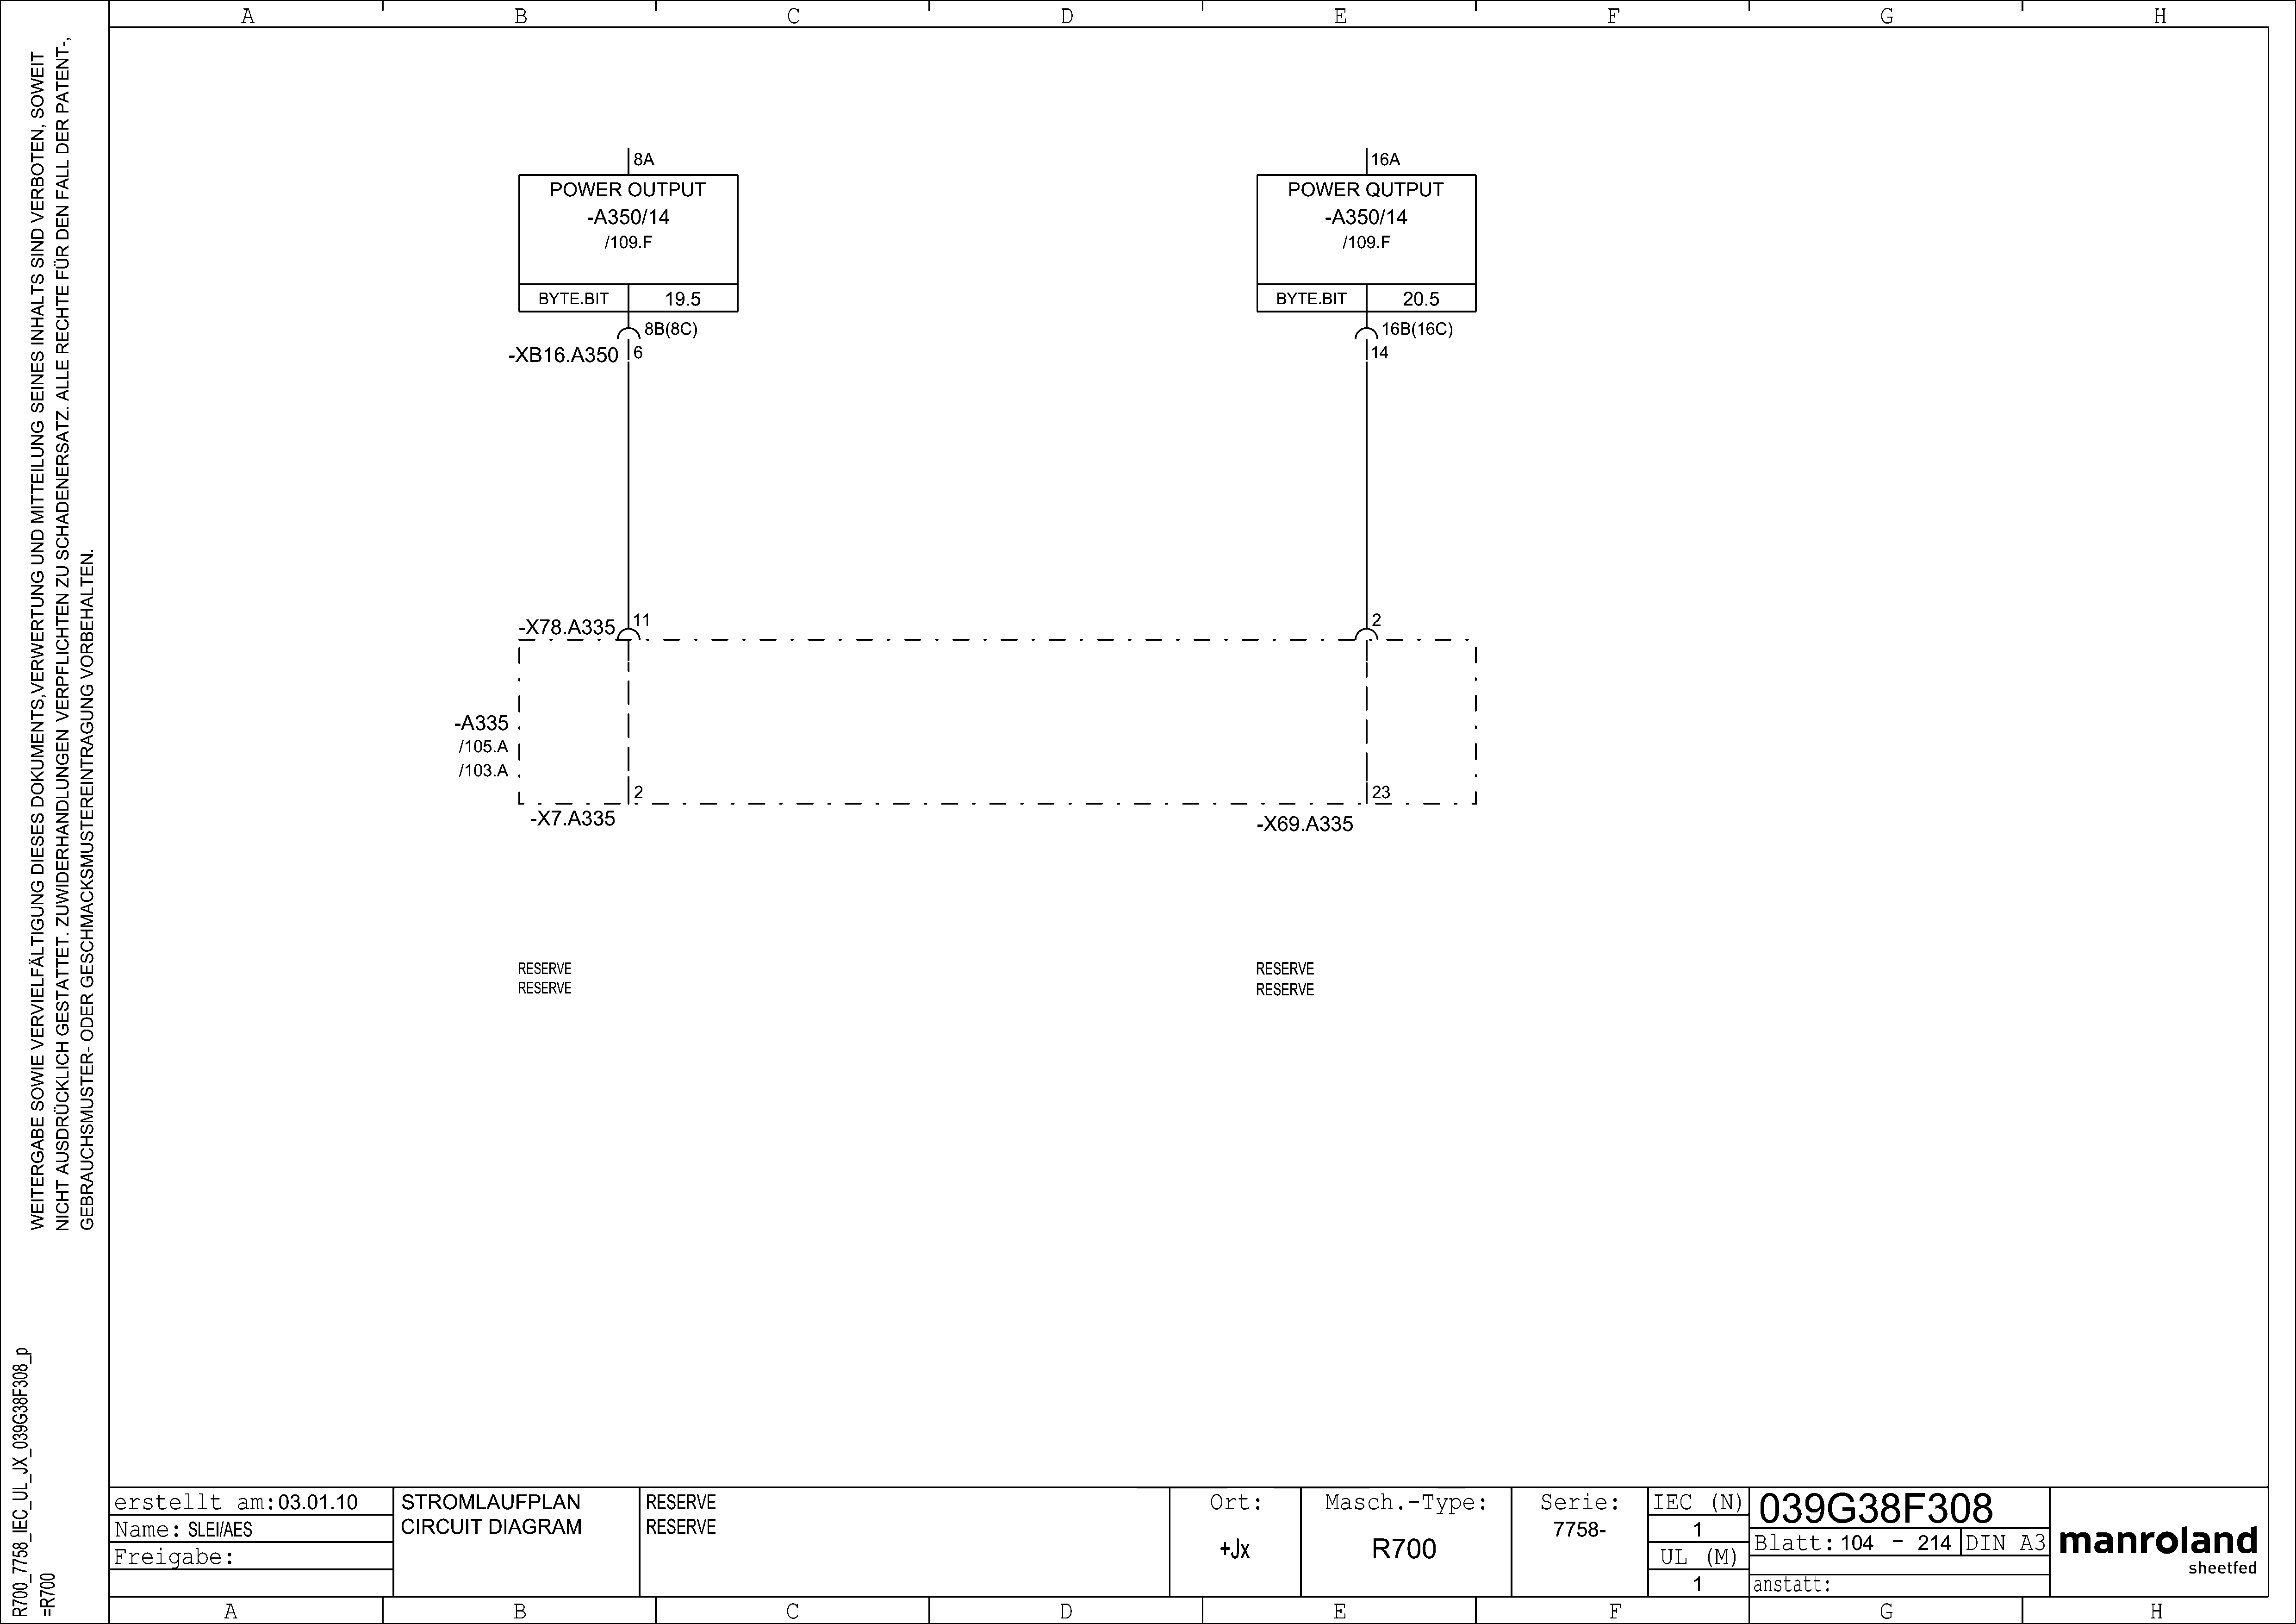 A B C D E F G H
WEITERGABE SOWIE VERVIELFÄLTIGUNG DIESES DOKUMENTS,VERWERTUNG UND MITTEILUNG SEINES INHALTS SIND VERBOTEN, SOWEIT
NICHT AUSDRÜCKLICH GESTATTET. ZUWIDERHANDLUNGEN VERPFLICHTEN ZU SCHADENERSATZ. ALLE RECHTE FÜR DEN FALL DER PATENT-,
GEBRAUCHSMUSTER- ODER GESCHMACKSMUSTEREINTRAGUNG VORBEHALTEN.
R700_7758_IEC_UL_JX_039G38F308_p
=R700
8A
POWER OUTPUT
-A350/14
/109.F
BYTE.BIT 19.5
8B(8C)
-XB16.A350 6
16A
POWER QUTPUT
-A350/14
/109.F
BYTE.BIT 20.5
16B(16C)
14
-X78.A335 11
2
-A335
/105.A
/103.A
2
-X7.A335
23
-X69.A335
RESERVE
RESERVE
RESERVE
RESERVE
erstellt am: 03.01.10
Name: SLEI/AES
Freigabe:
STROMLAUFPLAN
CIRCUIT DIAGRAM
RESERVE
RESERVE
Ort:
+Jx
Masch.-Type:
R700
Serie:
7758-
IEC (N)
1
UL (M)
1
039G38F308
Blatt: 104 - 214 DIN A3
anstatt:
manroland
sheetfed
A B C D E F G H